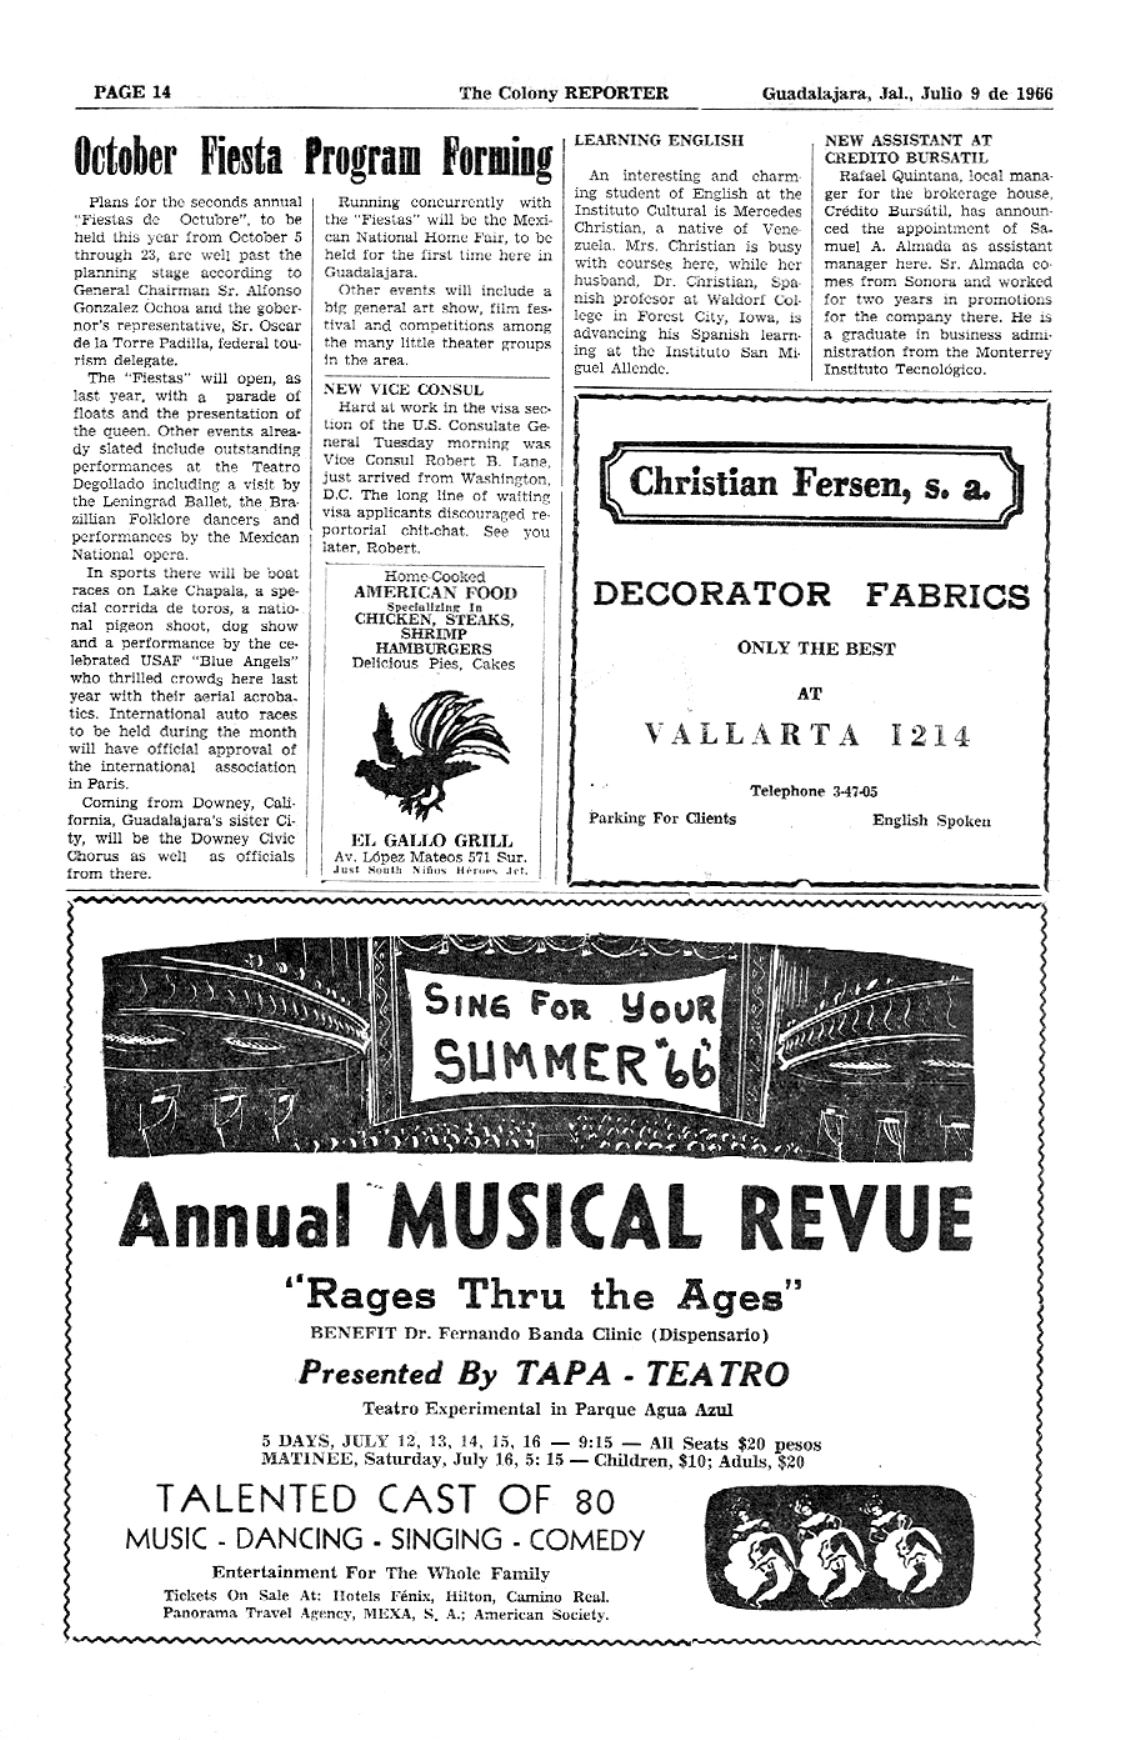 PAGE 14
The Colony REPORTER
Guadalajara, Jal., Julio 9 de 1966
October Fiesta Program Forming
Plans for the seconds annual
"Fiestas de Octubre", to be
held this year from October 5
through 23, are well past the
planning stage according to
General Chairman Sr. Alfonso
Gonzalez Ochoa and the gober-
nor's representative, Sr. Oscar
de la Torre Padilla, federal tou-
rism delegate.
The "Fiestas" will open, as
last year, with a parade of
floats and the presentation of
the queen. Other events alrea-
dy slated include outstanding
performances at the Teatro
Degollado including a visit by
the Leningrad Ballet, the Bra-
zillian Folklore dancers and
performances by the Mexican
National opera.
In sports there will be boat
races on Lake Chapala, a spe-
cial corrida de toros, a natio-
nal pigeon shoot, dog show
and a performance by the ce-
lebrated USAF "Blue Angels"
who thrilled crowds here last
year with their aerial acroba-
tics. International auto races
to be held during the month
will have official approval of
the international association
in Paris.
Coming from Downey, Cali-
fornia, Guadalajara's sister Ci-
ty, will be the Downey Civic
Chorus as well as officials
from there.
Running concurrently with
the "Fiestas" will be the Mexi-
can National Home Fair, to be
held for the first time here in
Guadalajara.
Other events will include a
big general art show, film fes-
tival and competitions among
the many little theater groups
in the area.
NEW VICE CONSUL
Hard at work in the visa sec-
tion of the U.S. Consulate Ge-
neral Tuesday morning was
Vice Consul Robert B. Lane,
just arrived from Washington,
D.C. The long line of waiting
visa applicants discouraged re-
portorial chit-chat. See you
later, Robert.
Home-Cooked
AMERICAN FOOD
Specializing In
CHICKEN, STEAKS,
SHRIMP
HAMBURGERS
Delicious Pies, Cakes
EL GALLO GRILL
Av. López Mateos 571 Sur.
Just South Niños Héroes Jct.
LEARNING ENGLISH
An interesting and charm-
ing student of English at the
Instituto Cultural is Mercedes
Christian, a native of Vene-
zuela. Mrs. Christian is busy
with courses here, while her
husband, Dr. Christian, Spa-
nish profesor at Waldorf Col-
lege in Forest City, Iowa, is
advancing his Spanish learn-
ing at the Instituto San Mi-
guel Allende.
NEW ASSISTANT AT
CREDITO BURSATIL
Rafael Quintana, local mana-
ger for the brokerage house,
Crédito Bursátil, has announ-
ced the appointment of Sa-
muel A. Almada as assistant
manager here. Sr. Almada co-
mes from Sonora and worked
for two years in promotions
for the company there. He is
a graduate in business admi-
nistration from the Monterrey
Instituto Tecnológico.
Christian Fersen, s. a.
DECORATOR FABRICS
ONLY THE BEST
AT
VALLARTA 1214
Telephone 3-47-05
Parking For Clients
English Spoken
SING FOR YOUR
SUMMER "66"
Annual MUSICAL REVUE
"Rages Thru the Ages"
BENEFIT Dr. Fernando Banda Clinic (Dispensario)
Presented By TAPA - TEATRO
Teatro Experimental in Parque Agua Azul
5 DAYS, JULY 12, 13, 14, 15, 16 — 9:15 — All Seats $20 pesos
MATINEE, Saturday, July 16, 5: 15 — Children, $10; Aduls, $20
TALENTED CAST OF 80
MUSIC - DANCING - SINGING - COMEDY
Entertainment For The Whole Family
Tickets On Sale At: Hotels Fénix, Hilton, Camino Real.
Panorama Travel Agency, MEXA, S. A.; American Society.